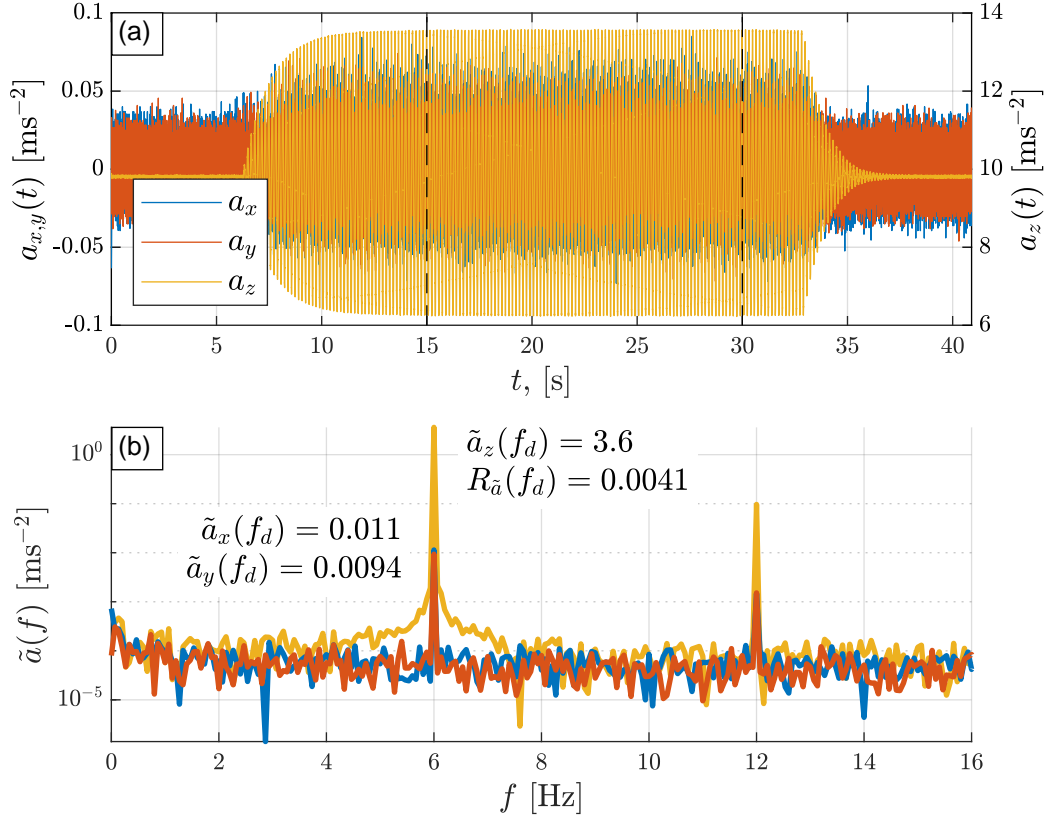 (a)
0.1
0.05
0
-0.05
-0.1
a_{x,y}(t) [ms^{−2}]
14
12
10
8
6
a_z(t) [ms^{−2}]
a_x
a_y
a_z
0 5 10 15 20 25 30 35 40
t, [s]
(b)
10^0
10^{−5}
ã(f) [ms^{−2}]
ã_z(f_d) = 3.6
R_ã(f_d) = 0.0041
ã_x(f_d) = 0.011
ã_y(f_d) = 0.0094
0 2 4 6 8 10 12 14 16
f [Hz]